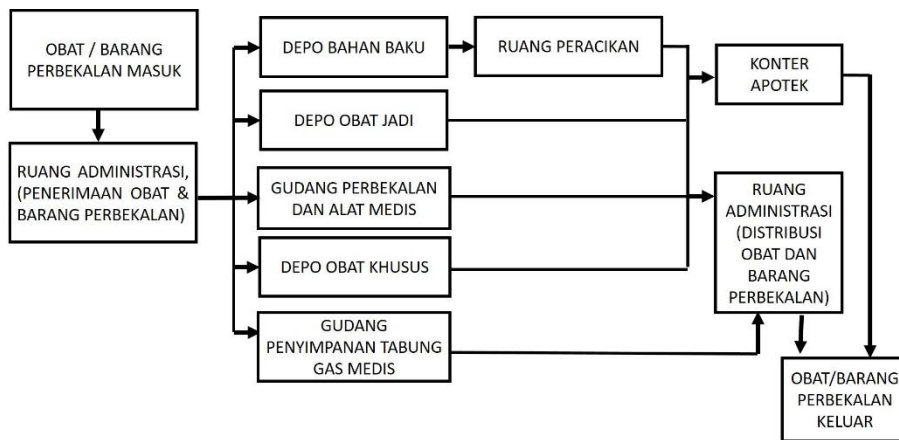 OBAT / BARANG
PERBEKALAN MASUK
RUANG ADMINISTRASI,
(PENERIMAAN OBAT &
BARANG PERBEKALAN)
DEPO BAHAN BAKU
RUANG PERACIKAN
DEPO OBAT JADI
GUDANG PERBEKALAN
DAN ALAT MEDIS
DEPO OBAT KHUSUS
GUDANG
PENYIMPANAN TABUNG
GAS MEDIS
KONTER
APOTEK
RUANG
ADMINISTRASI
(DISTRIBUSI
OBAT DAN
BARANG
PERBEKALAN)
OBAT/BARANG
PERBEKALAN
KELUAR